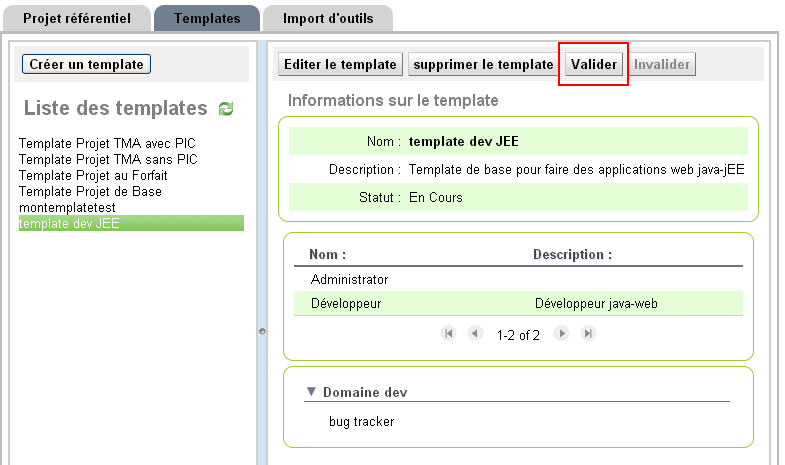 Projet référentiel
Templates
Import d'outils
Créer un template
Liste des templates
Template Projet TMA avec PIC
Template Projet TMA sans PIC
Template Projet au Forfait
Template Projet de Base
montemplatetest
template dev JEE
Editer le template
supprimer le template
Valider
Invalider
Informations sur le template
Nom : template dev JEE
Description : Template de base pour faire des applications web java-jEE
Statut : En Cours
Nom : Description :
Administrator
Développeur Développeur java-web
1-2 of 2
Domaine dev
bug tracker